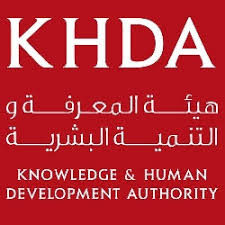 KHDA
هيئة المعرفة و
التنمية البشرية
KNOWLEDGE & HUMAN
DEVELOPMENT AUTHORITY